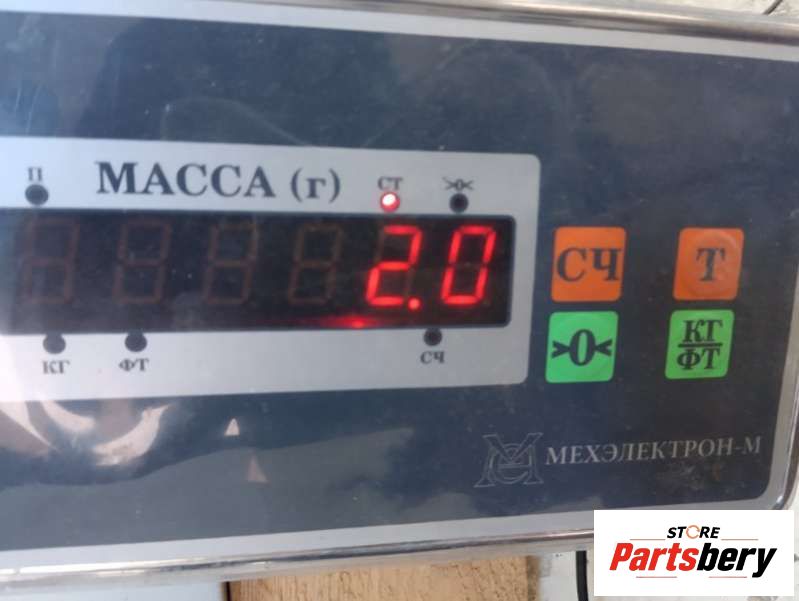 П МАССА (г) СТ >0<
2.0
КГ ФТ СЧ
СЧ Т
>0< КГ/ФТ
МЕХЭЛЕКТРОН-М
STORE
Partsbery